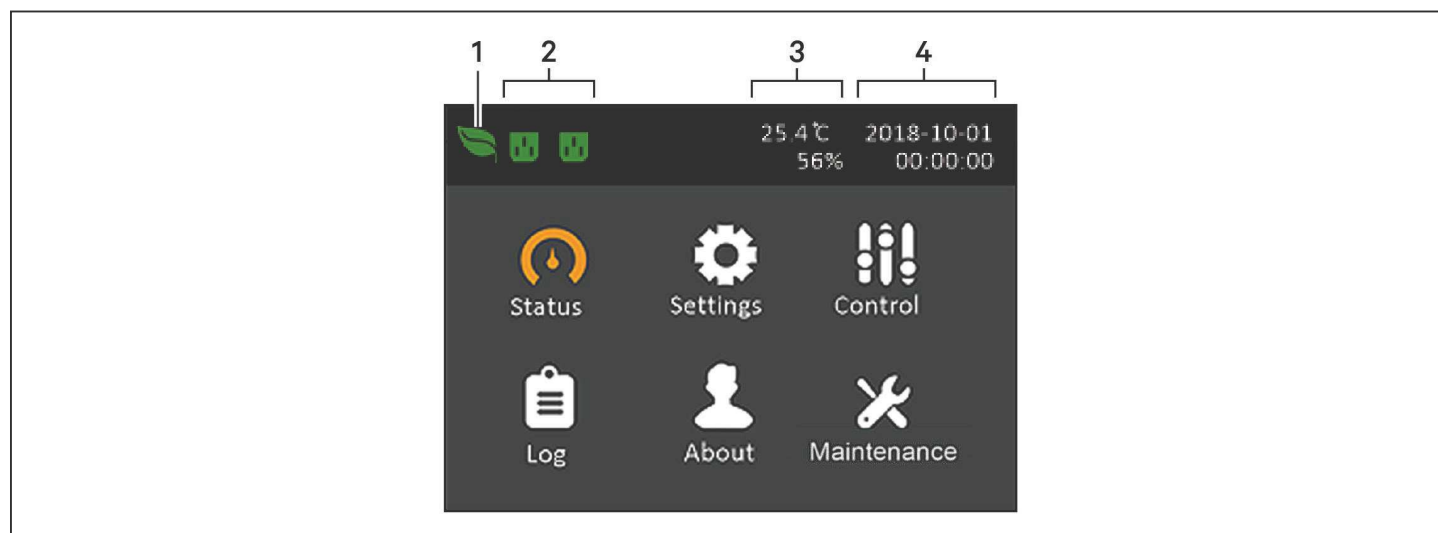 1 2 3 4
25.4℃ 2018-10-01
56% 00:00:00
Status Settings Control
Log About Maintenance